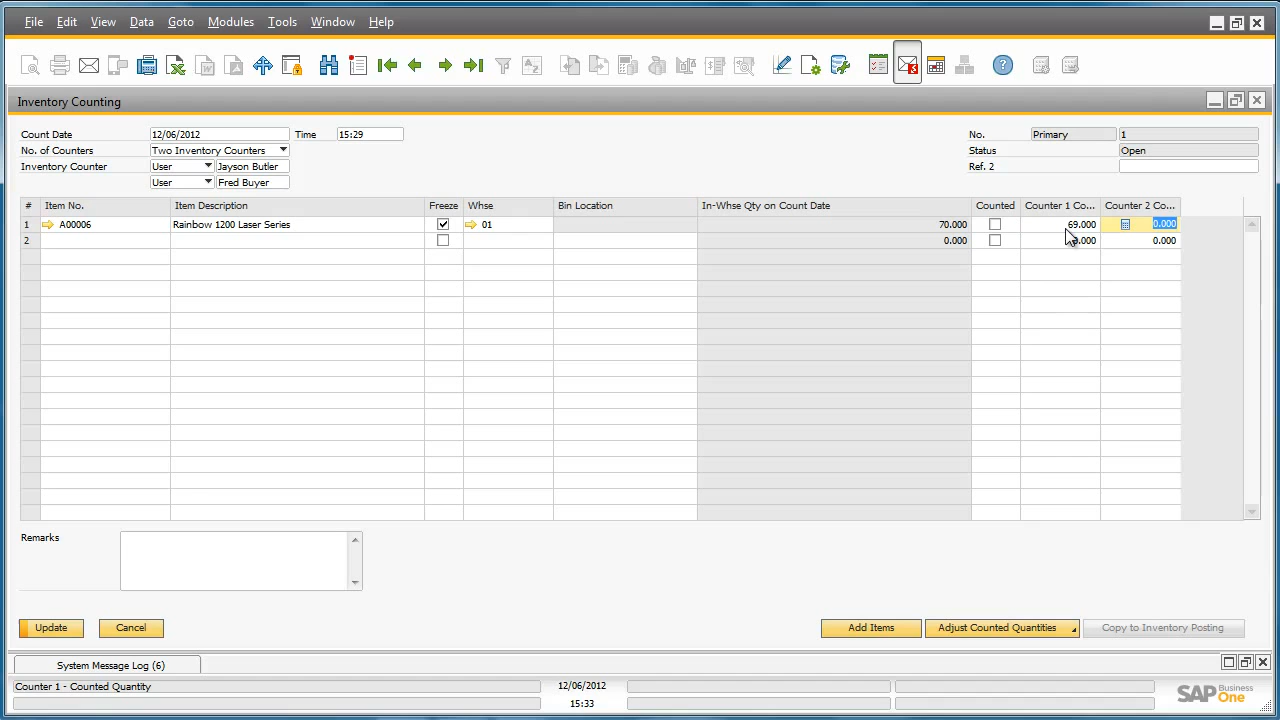 File Edit View Data Goto Modules Tools Window Help
Inventory Counting
Count Date 12/06/2012 Time 15:29 No. Primary 1
No. of Counters Two Inventory Counters Status Open
Inventory Counter User Jayson Butler Ref. 2
User Fred Buyer
# Item No. Item Description Freeze Whse Bin Location In-Whse Qty on Count Date Counted Counter 1 Co... Counter 2 Co...
1 A00006 Rainbow 1200 Laser Series 01 70.000 69.000 0.000
2 0.000 0.000
Remarks
Update Cancel Add Items Adjust Counted Quantities Copy to Inventory Posting
System Message Log (6)
Counter 1 - Counted Quantity 12/06/2012
15:33
SAP Business One